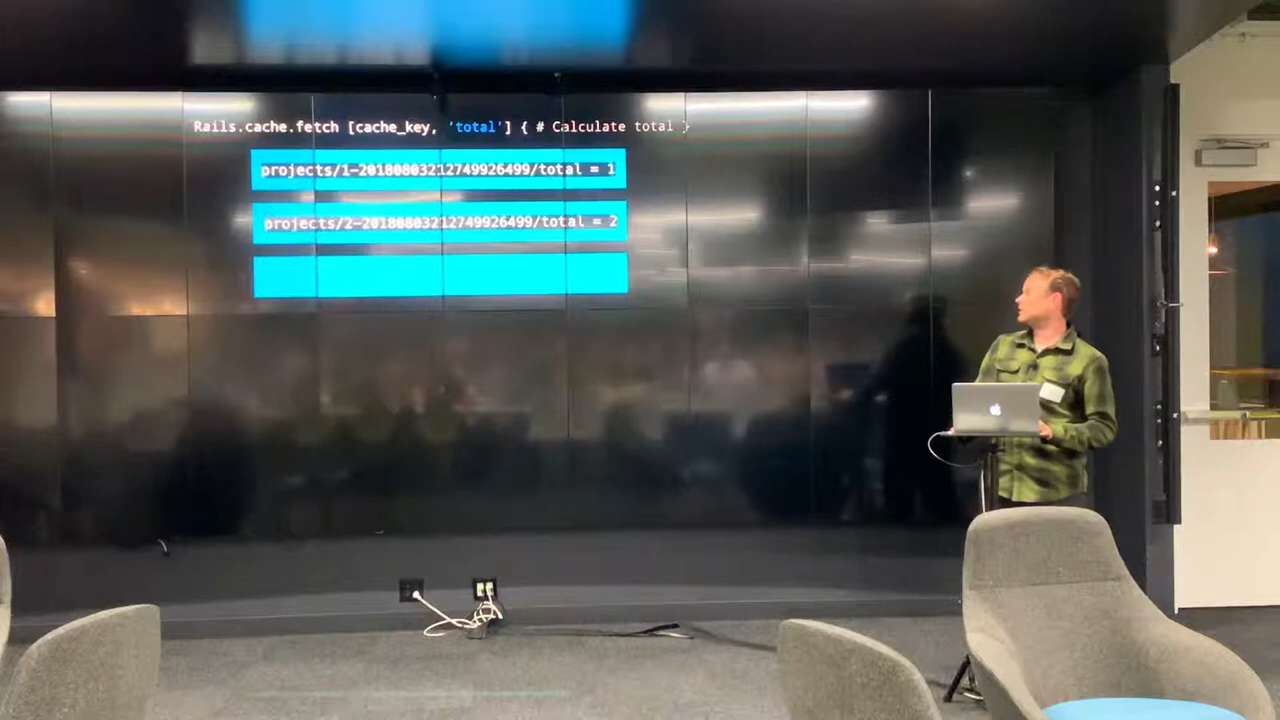 Rails.cache.fetch [cache_key, 'total'] { # Calculate total }
projects/1-20180803212749926499/total = 1
projects/2-20180803212749926499/total = 2